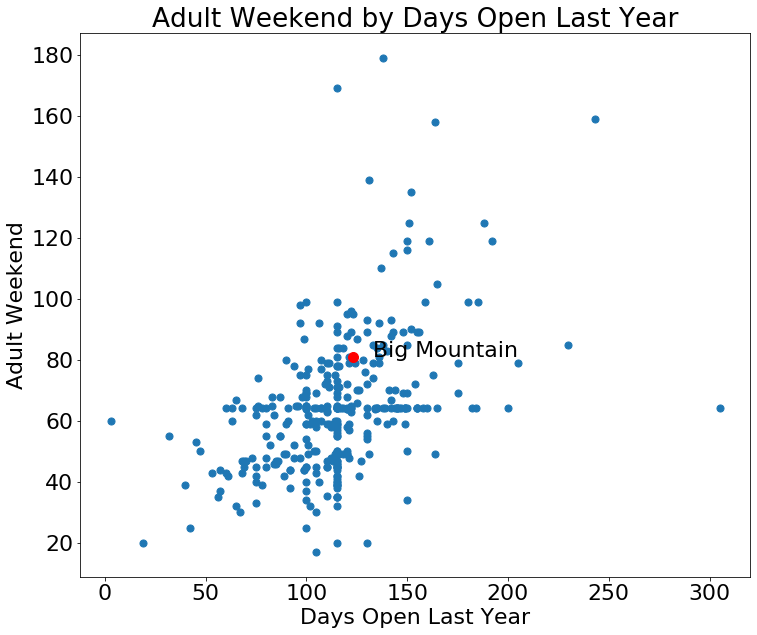 Adult Weekend by Days Open Last Year
180
160
140
120
100
80
60
40
20
Adult Weekend
Big Mountain
0 50 100 150 200 250 300
Days Open Last Year